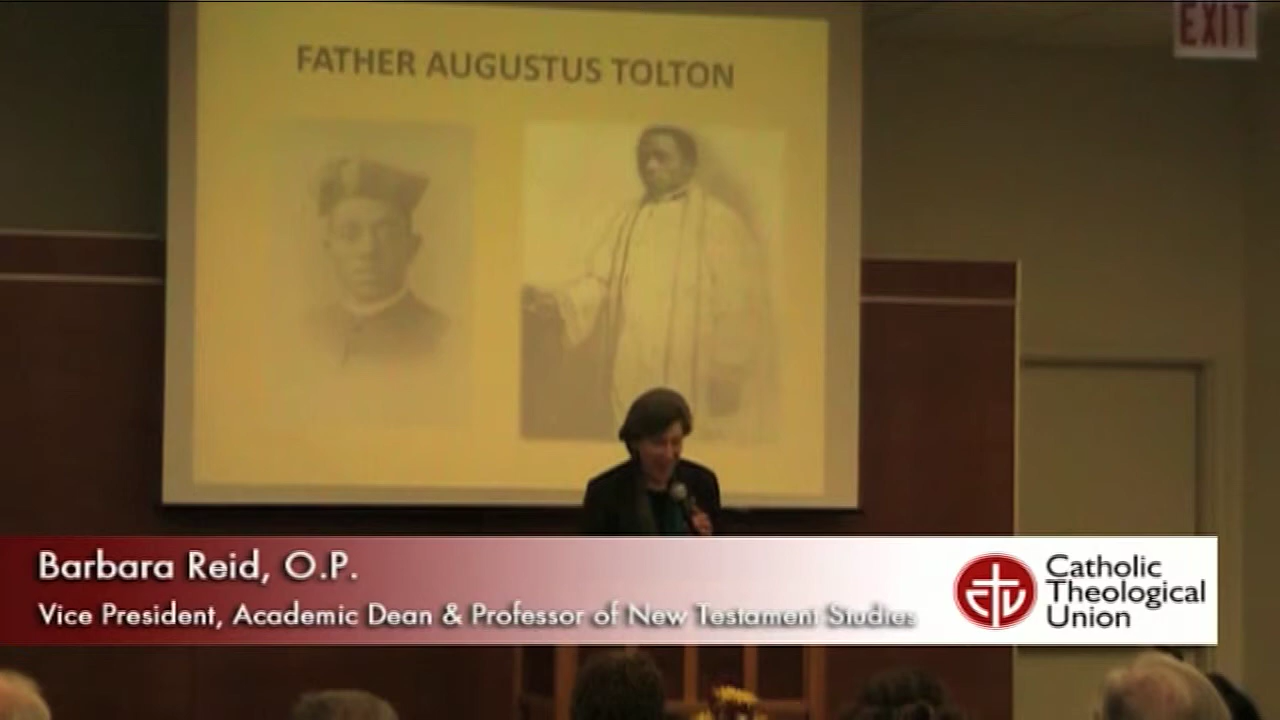 EXIT
FATHER AUGUSTUS TOLTON
Barbara Reid, O.P.
Vice President, Academic Dean & Professor of New Testament Studies
Catholic
Theological
Union